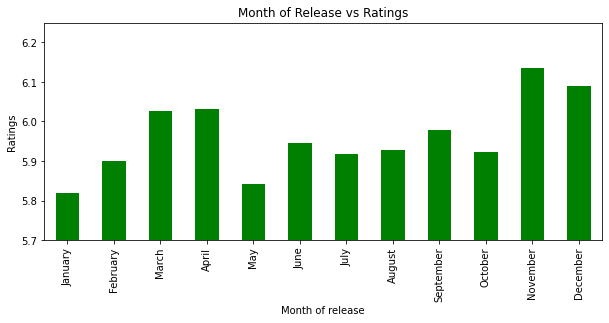 Month of Release vs Ratings
Ratings
6.2
6.1
6.0
5.9
5.8
5.7
January
February
March
April
May
June
July
August
September
October
November
December
Month of release